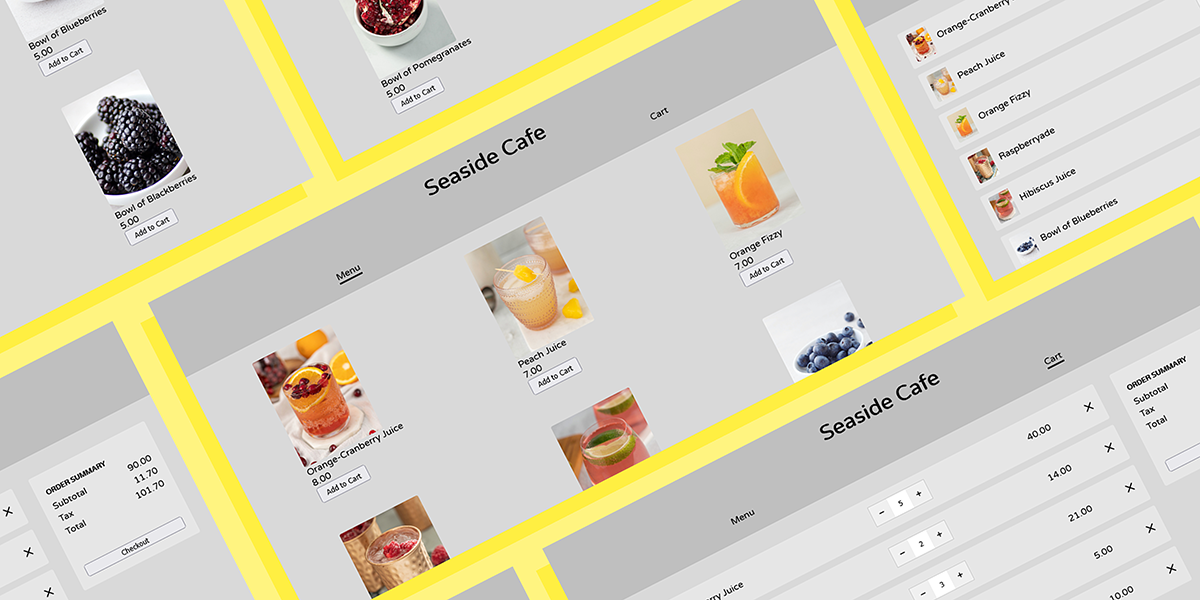 Bowl of Blueberries
5.00
Add to Cart
Bowl of Blackberries
5.00
Add to Cart
Bowl of Pomegranates
5.00
Add to Cart
Seaside Cafe
Menu
Cart
Orange-Cranberry Juice
8.00
Add to Cart
Peach Juice
7.00
Add to Cart
Orange Fizzy
7.00
Add to Cart
Orange-Cranberry
Peach Juice
Orange Fizzy
Raspberryade
Hibiscus Juice
Bowl of Blueberries
ORDER SUMMARY
Subtotal 90.00
Tax 11.70
Total 101.70
Checkout
Seaside Cafe
Menu
Cart
− 5 + 40.00 ×
− 2 + 14.00 ×
− 3 + 21.00 ×
5.00 ×
10.00 ×
rry Juice
ORDER SUMMARY
Subtotal
Tax
Total